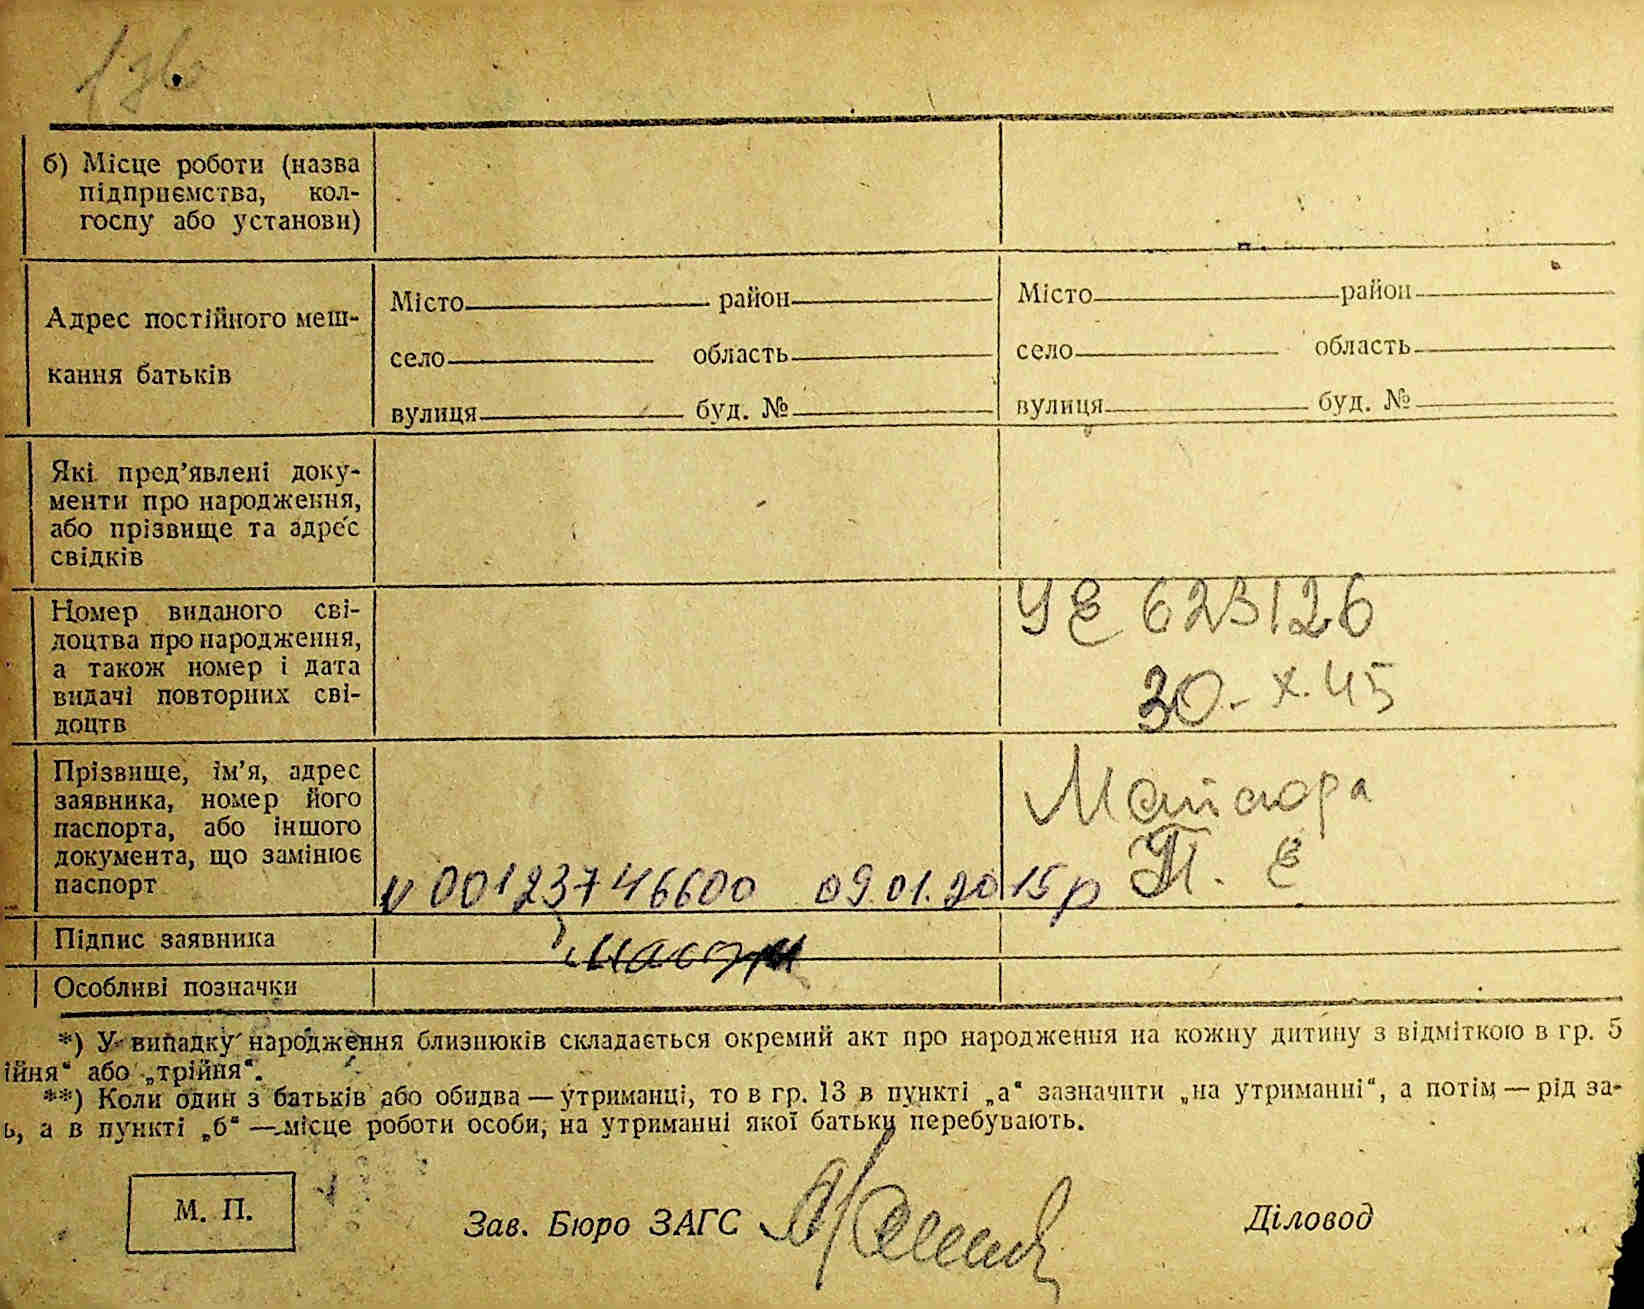 б) Місце роботи (назва
підприємства, кол-
госпу або установи)
Адрес постійного меш-
кання батьків
Місто район
село область
вулиця буд. №
Місто район
село область
вулиця буд. №
Які пред’явлені доку-
менти про народження,
або прізвище та адрес
свідків
Номер виданого сві-
доцтва про народження,
а також номер і дата
видачі повторних сві-
доцтв
УЕ 623126
30-X.45
Прізвище, ім’я, адрес
заявника, номер його
паспорта, або іншого
документа, що замінює
паспорт
П. Е
N 00123746600 09.01.2015р
Підпис заявника
Особливі позначки
*) У випадку народження близнюків складається окремий акт про народження на кожну дитину з відміткою в гр. 5
ійня“ або „трійня“.
**) Коли один з батьків або обидва — утриманці, то в гр. 13 в пункті „а“ зазначити „на утриманні“, а потім — рід за-
ь, а в пункті „б“ — місце роботи особи, на утриманні якої батьки перебувають.
М. П.
Зав. Бюро ЗАГС
Діловод